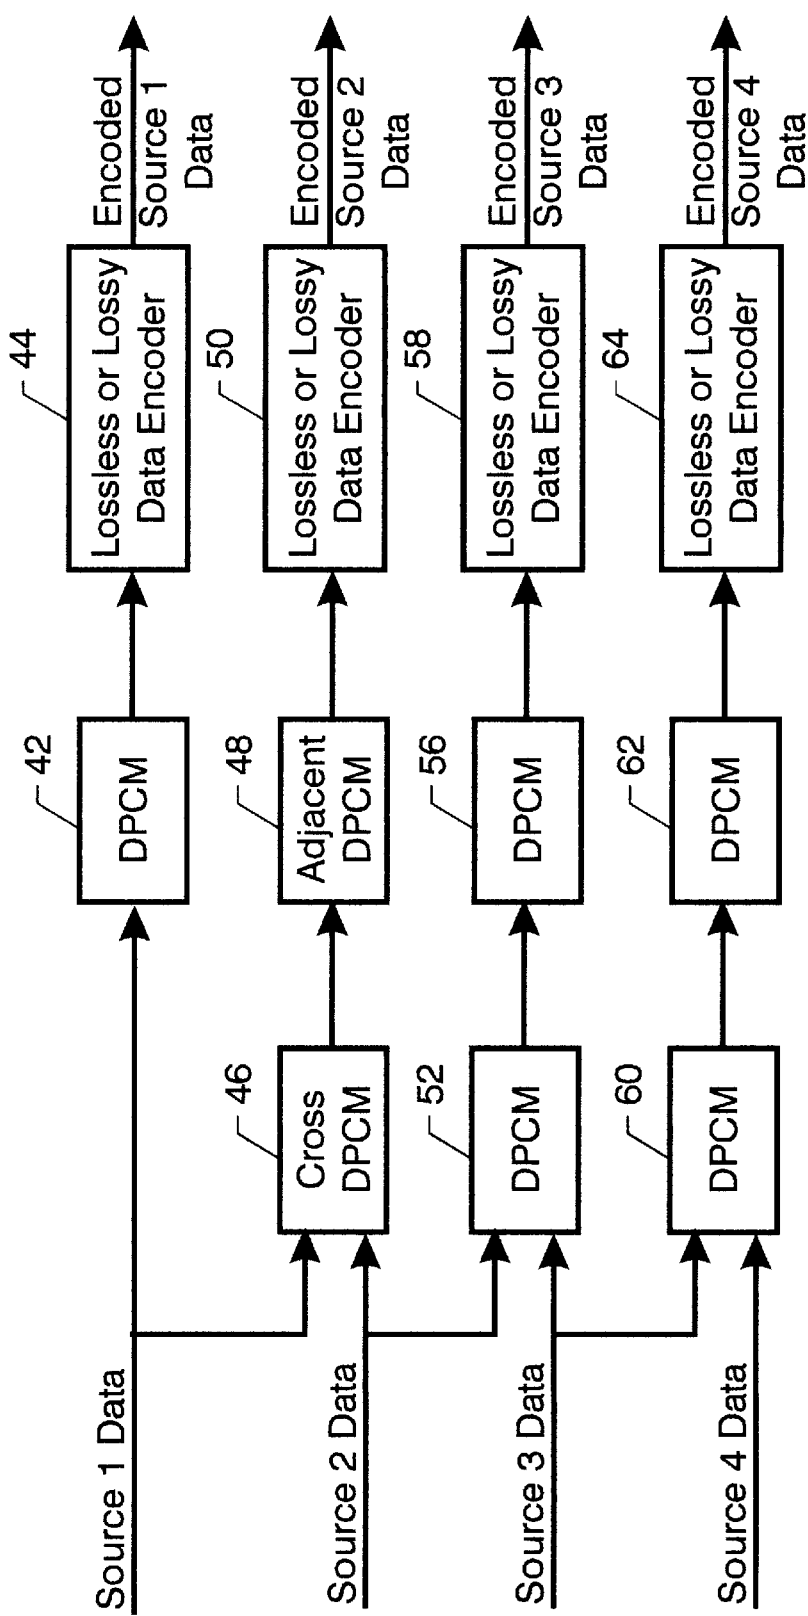 Source 1 Data
42
DPCM
44
Lossless or Lossy
Data Encoder
Encoded
Source 1
Data
Source 2 Data
46
Cross
DPCM
48
Adjacent
DPCM
50
Lossless or Lossy
Data Encoder
Encoded
Source 2
Data
Source 3 Data
52
DPCM
56
DPCM
58
Lossless or Lossy
Data Encoder
Encoded
Source 3
Data
Source 4 Data
60
DPCM
62
DPCM
64
Lossless or Lossy
Data Encoder
Encoded
Source 4
Data